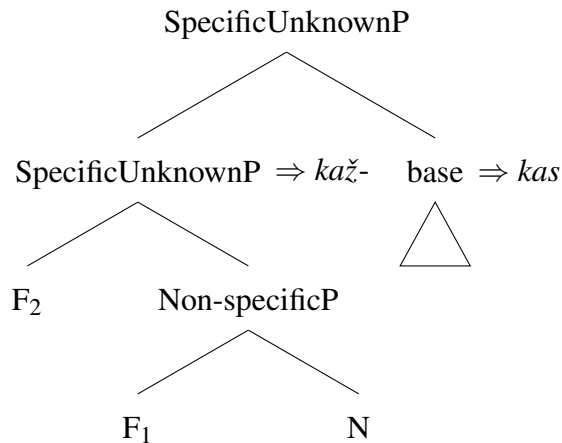 SpecificUnknownP
SpecificUnknownP ⇒ kaž- base ⇒ kas
F₂ Non-specificP
F₁ N